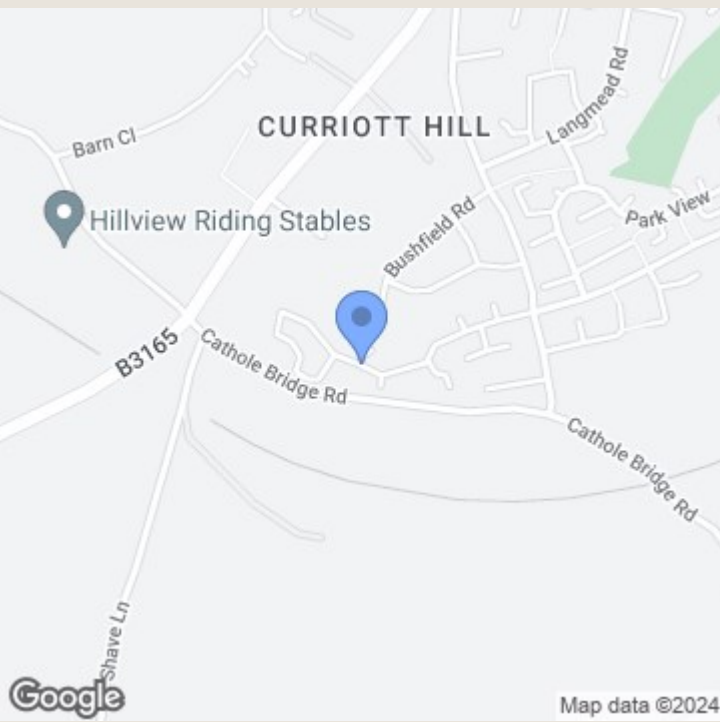 Langmead Rd
CURRIOTT HILL
Barn Cl
Park View
Hillview Riding Stables
Bushfield Rd
B3165
Cathole Bridge Rd
Cathole Bridge Rd
Shave Ln
Google
Map data ©2024